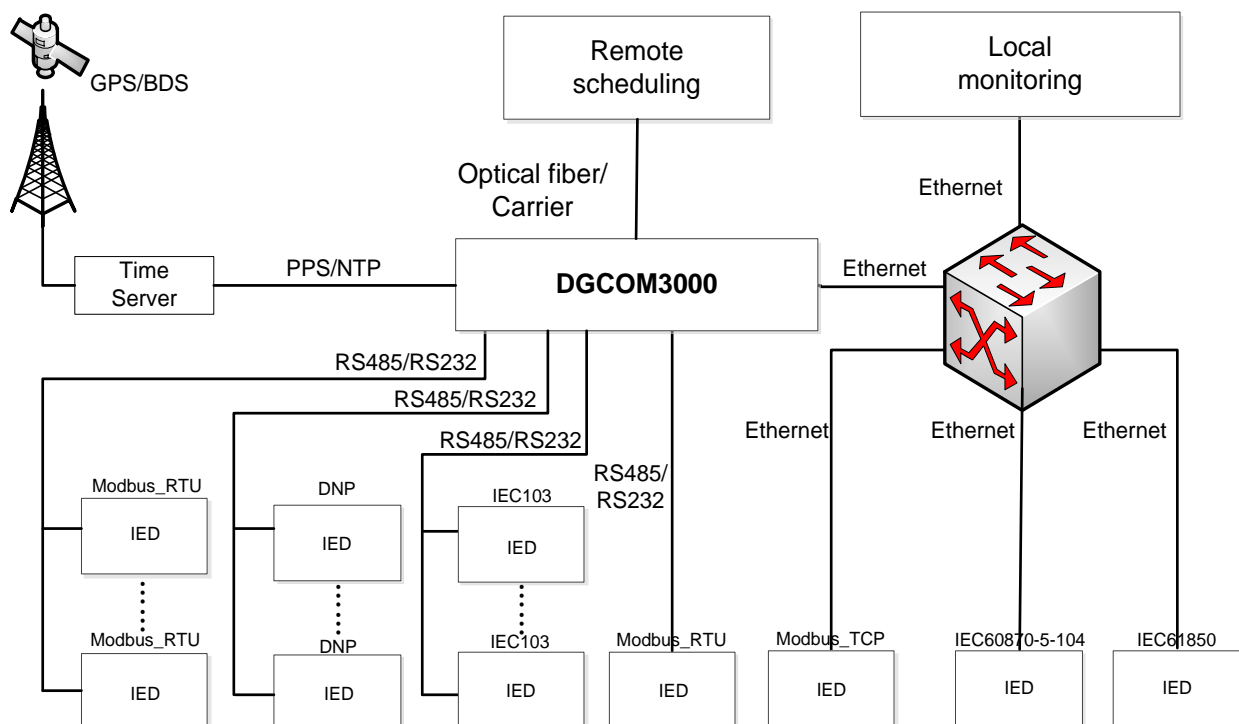 GPS/BDS
Remote
scheduling
Local
monitoring
Optical fiber/
Carrier
Ethernet
Time
Server
PPS/NTP
DGCOM3000
Ethernet
RS485/RS232
RS485/RS232
RS485/RS232
RS485/
RS232
Ethernet
Ethernet
Ethernet
Modbus_RTU
IED
DNP
IED
IEC103
IED
Modbus_RTU
IED
DNP
IED
IEC103
IED
Modbus_RTU
IED
Modbus_TCP
IED
IEC60870-5-104
IED
IEC61850
IED